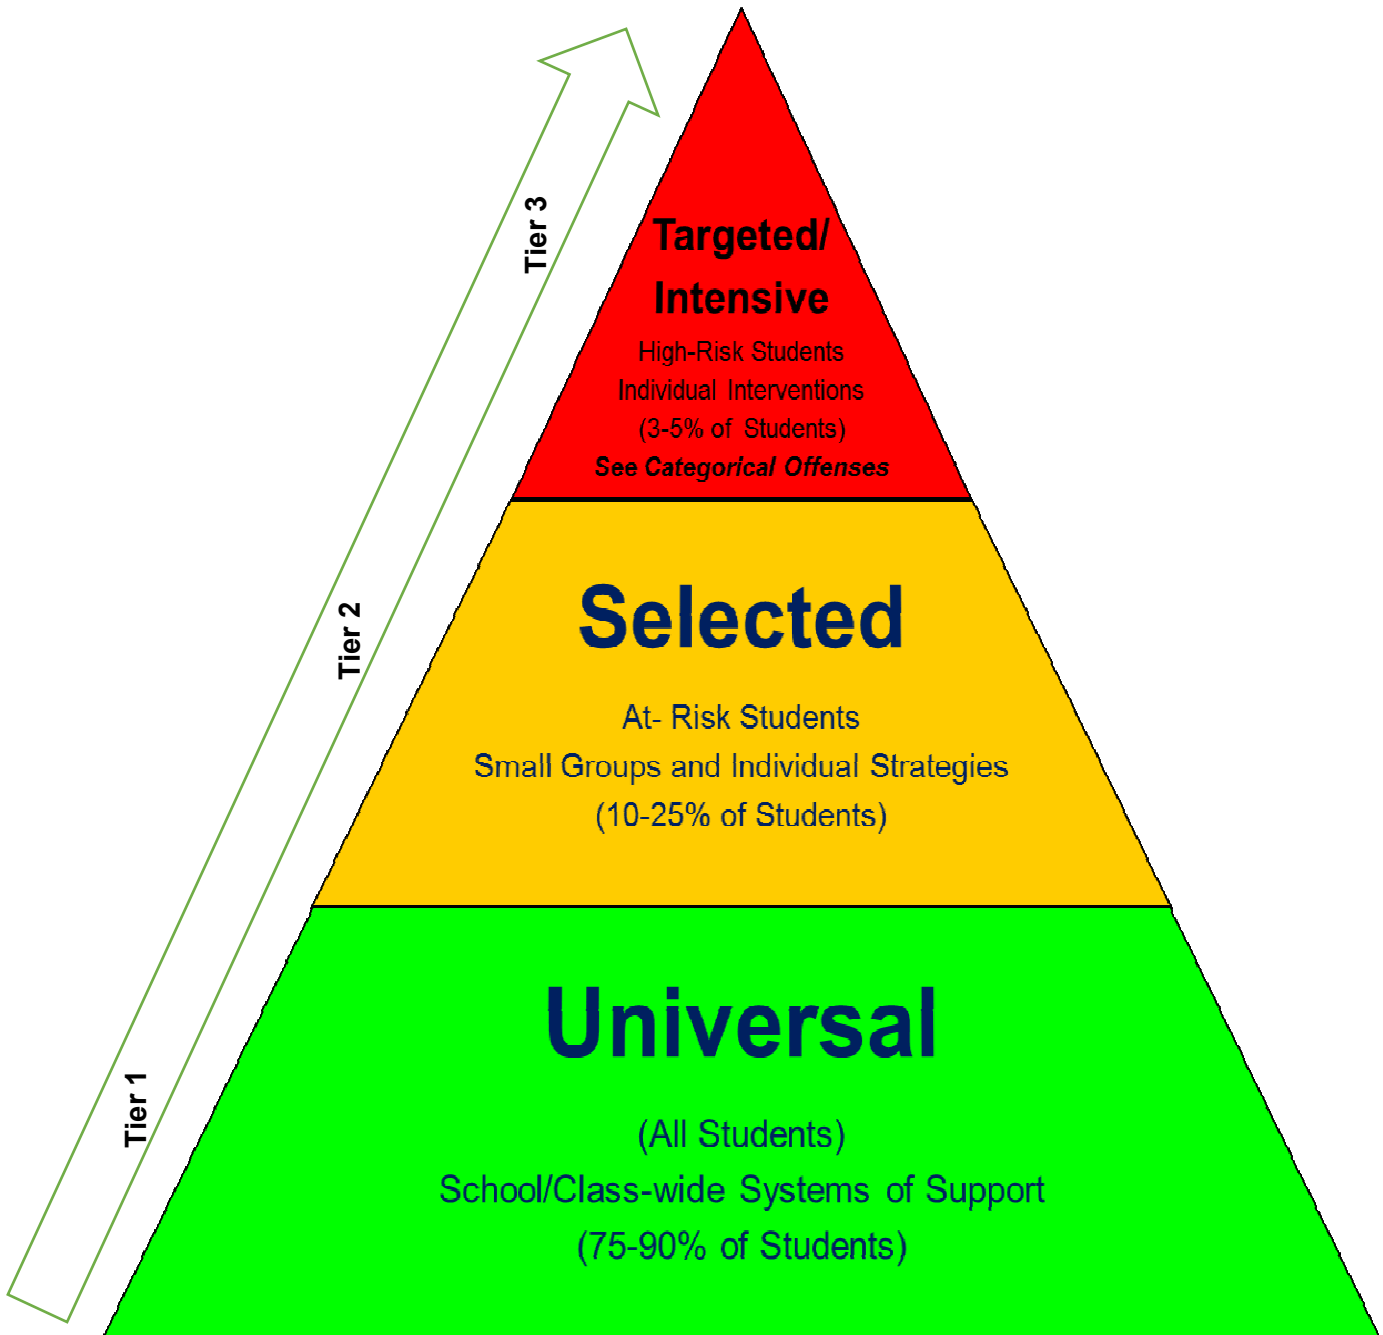 Tier 3
Targeted/
Intensive
High-Risk Students
Individual Interventions
(3-5% of Students)
See Categorical Offenses
Tier 2
Selected
At- Risk Students
Small Groups and Individual Strategies
(10-25% of Students)
Tier 1
Universal
(All Students)
School/Class-wide Systems of Support
(75-90% of Students)